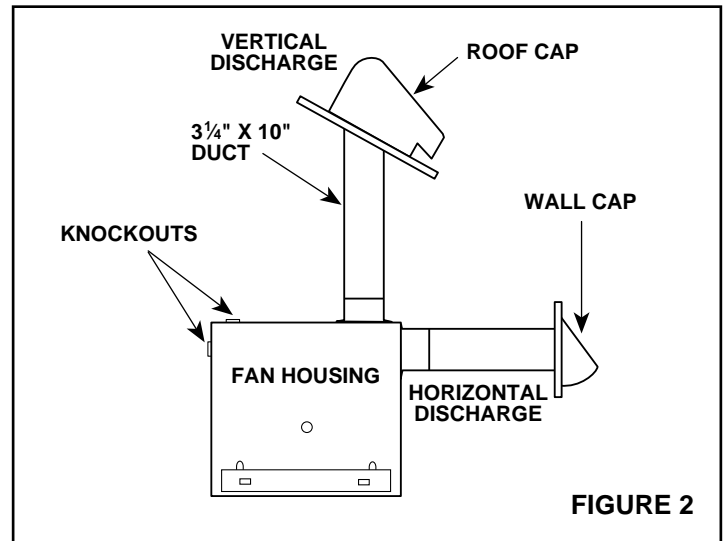 VERTICAL
DISCHARGE
ROOF CAP
3¼" X 10"
DUCT
WALL CAP
KNOCKOUTS
FAN HOUSING
HORIZONTAL
DISCHARGE
FIGURE 2